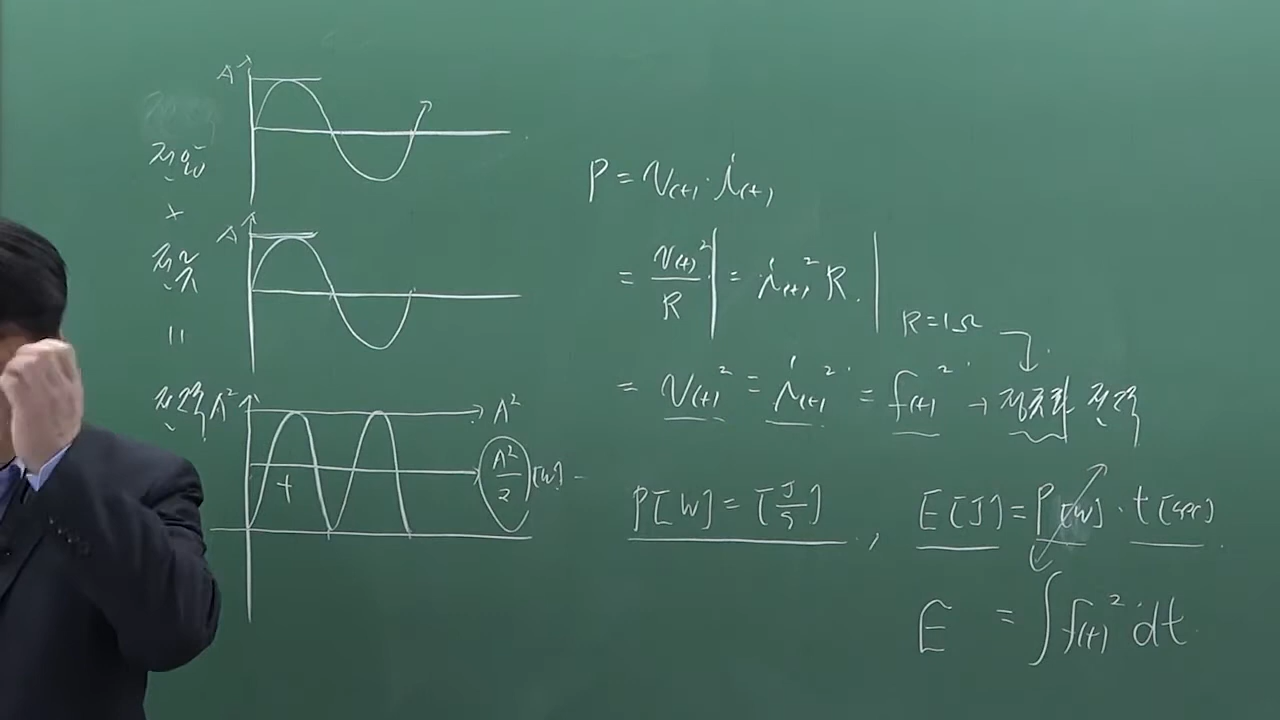 A
전압
+
A
전류
=
전력 A² → A²
+ A²/2 [W]
P = V(t) · i(t)
= V(t)²/R | = i(t)² R |
R=1Ω
= V(t)² = i(t)² = f(t)² → 정규화 전력
P[W] = [J/s] , E[J] = P[W] · t[sec]
E = ∫ f(t)² dt